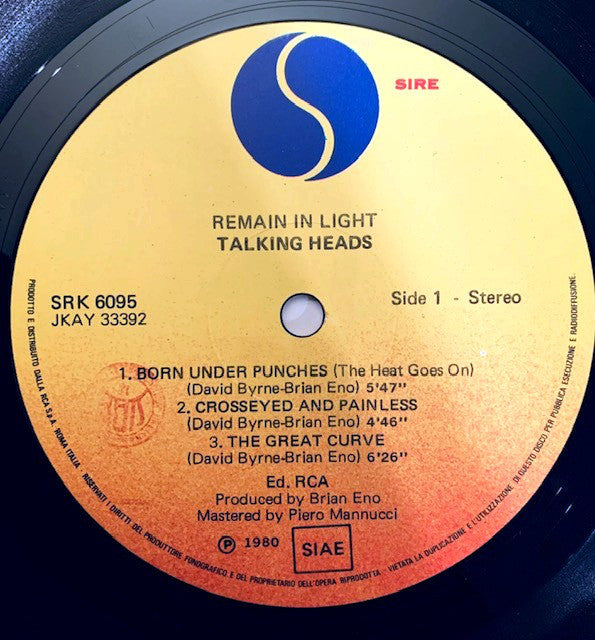 SIRE
REMAIN IN LIGHT
TALKING HEADS
SRK 6095
JKAY 33392
Side 1 - Stereo
1. BORN UNDER PUNCHES (The Heat Goes On)
(David Byrne-Brian Eno) 5'47''
2. CROSSEYED AND PAINLESS
(David Byrne-Brian Eno) 4'46''
3. THE GREAT CURVE
(David Byrne-Brian Eno) 6'26''
Ed. RCA
Produced by Brian Eno
Mastered by Piero Mannucci
℗ 1980
SIAE
PRODOTTO E DISTRIBUITO DALLA RCA S.p.A. ROMA ITALIA - RISERVATI I DIRITTI DEL PRODUTTORE FONOGRAFICO E DEL PROPRIETARIO DELL'OPERA RIPRODOTTA - VIETATA LA DUPLICAZIONE E L'UTILIZZAZIONE DI QUESTO DISCO PER PUBBLICA ESECUZIONE E RADIODIFFUSIONE.